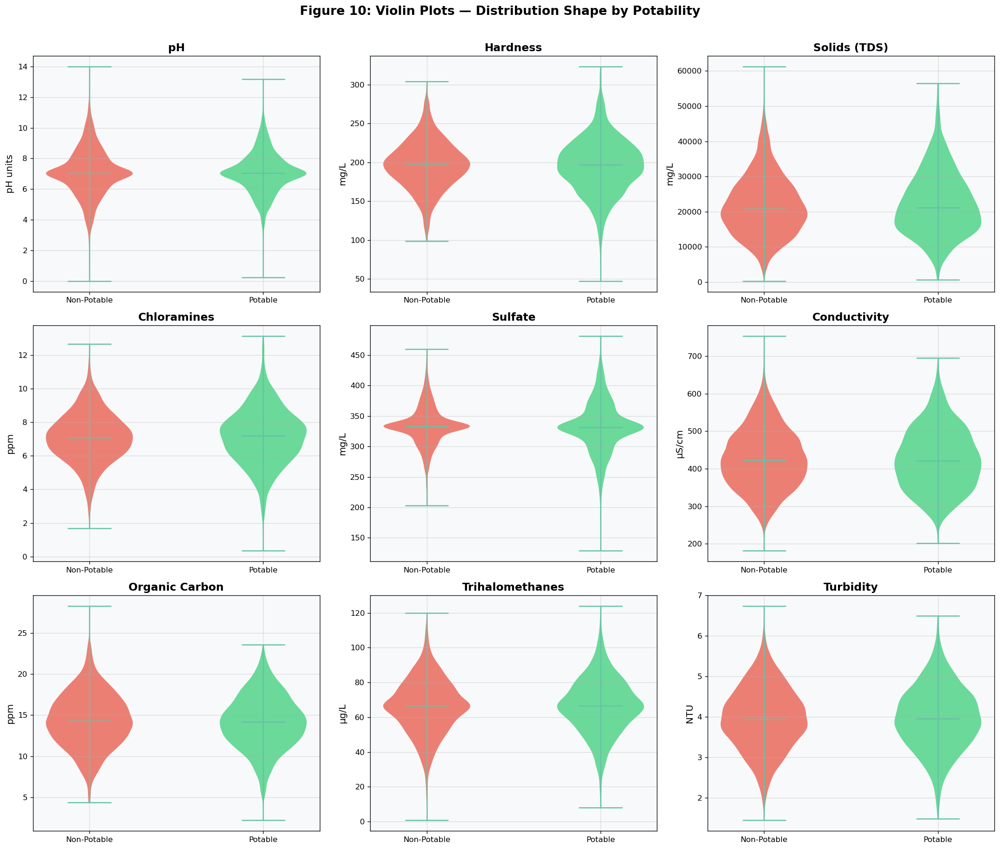 Figure 10: Violin Plots — Distribution Shape by Potability
pH
pH units
14
12
10
8
6
4
2
0
Non-Potable Potable
Hardness
mg/L
300
250
200
150
100
50
Non-Potable Potable
Solids (TDS)
mg/L
60000
50000
40000
30000
20000
10000
0
Non-Potable Potable
Chloramines
ppm
12
10
8
6
4
2
0
Non-Potable Potable
Sulfate
mg/L
450
400
350
300
250
200
150
Non-Potable Potable
Conductivity
µS/cm
700
600
500
400
300
200
Non-Potable Potable
Organic Carbon
ppm
25
20
15
10
5
Non-Potable Potable
Trihalomethanes
µg/L
120
100
80
60
40
20
0
Non-Potable Potable
Turbidity
NTU
7
6
5
4
3
2
Non-Potable Potable